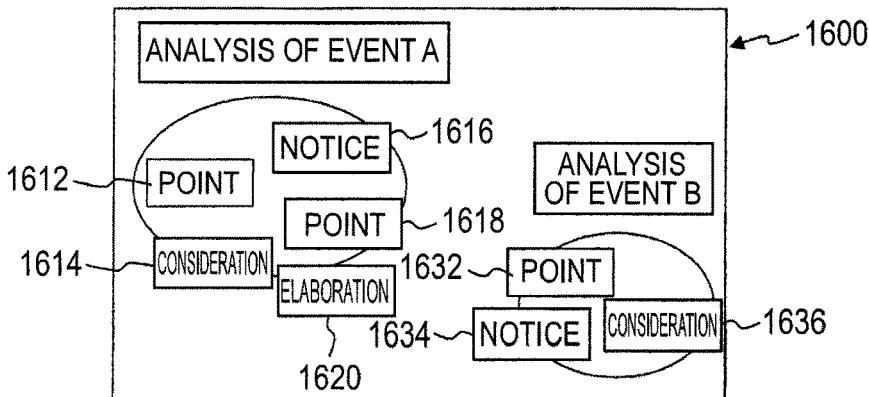 ANALYSIS OF EVENT A
1600
NOTICE
1616
1612
POINT
ANALYSIS
OF EVENT B
POINT
1618
1614
CONSIDERATION
1632
POINT
ELABORATION
1634
NOTICE
CONSIDERATION
1636
1620